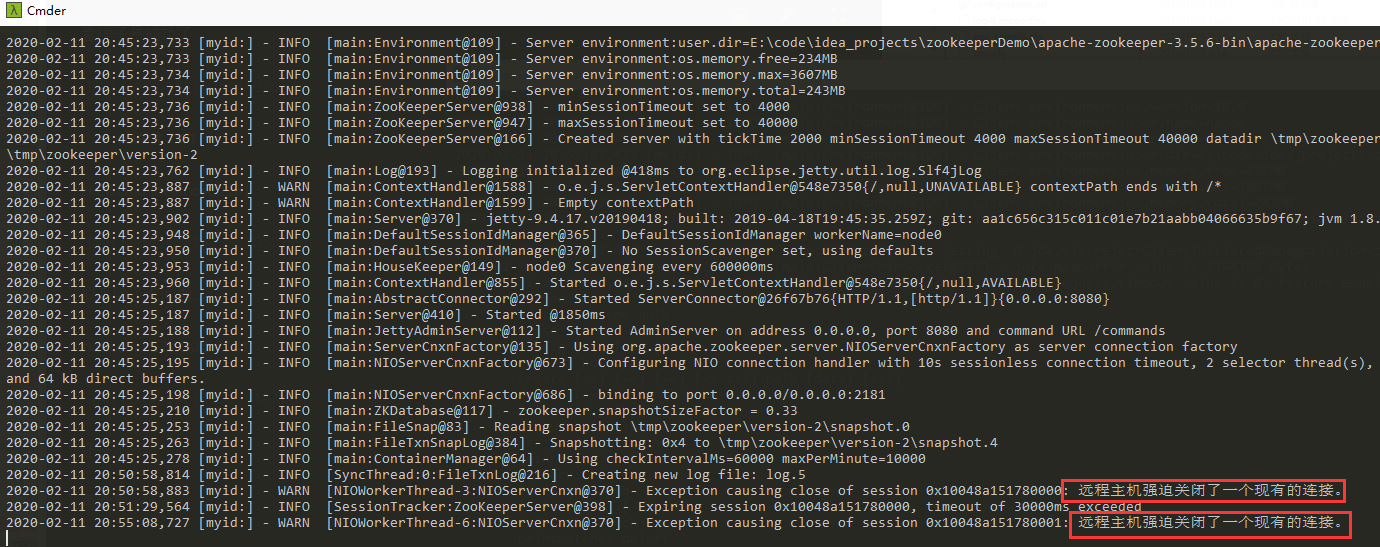 Cmder
2020-02-11 20:45:23,733 [myid:] - INFO  [main:Environment@109] - Server environment:user.dir=E:\code\idea_projects\zookeeperDemo\apache-zookeeper-3.5.6-bin\apache-zookeeper
2020-02-11 20:45:23,733 [myid:] - INFO  [main:Environment@109] - Server environment:os.memory.free=234MB
2020-02-11 20:45:23,734 [myid:] - INFO  [main:Environment@109] - Server environment:os.memory.max=3607MB
2020-02-11 20:45:23,734 [myid:] - INFO  [main:Environment@109] - Server environment:os.memory.total=243MB
2020-02-11 20:45:23,736 [myid:] - INFO  [main:ZooKeeperServer@938] - minSessionTimeout set to 4000
2020-02-11 20:45:23,736 [myid:] - INFO  [main:ZooKeeperServer@947] - maxSessionTimeout set to 40000
2020-02-11 20:45:23,736 [myid:] - INFO  [main:ZooKeeperServer@166] - Created server with tickTime 2000 minSessionTimeout 4000 maxSessionTimeout 40000 datadir \tmp\zookeeper
\tmp\zookeeper\version-2
2020-02-11 20:45:23,762 [myid:] - INFO  [main:Log@193] - Logging initialized @418ms to org.eclipse.jetty.util.log.Slf4jLog
2020-02-11 20:45:23,887 [myid:] - WARN  [main:ContextHandler@1588] - o.e.j.s.ServletContextHandler@548e7350{/,null,UNAVAILABLE} contextPath ends with /*
2020-02-11 20:45:23,887 [myid:] - WARN  [main:ContextHandler@1599] - Empty contextPath
2020-02-11 20:45:23,902 [myid:] - INFO  [main:Server@370] - jetty-9.4.17.v20190418; built: 2019-04-18T19:45:35.259Z; git: aa1c656c315c011c01e7b21aabb04066635b9f67; jvm 1.8.
2020-02-11 20:45:23,948 [myid:] - INFO  [main:DefaultSessionIdManager@365] - DefaultSessionIdManager workerName=node0
2020-02-11 20:45:23,950 [myid:] - INFO  [main:DefaultSessionIdManager@370] - No SessionScavenger set, using defaults
2020-02-11 20:45:23,953 [myid:] - INFO  [main:HouseKeeper@149] - node0 Scavenging every 600000ms
2020-02-11 20:45:23,960 [myid:] - INFO  [main:ContextHandler@855] - Started o.e.j.s.ServletContextHandler@548e7350{/,null,AVAILABLE}
2020-02-11 20:45:25,187 [myid:] - INFO  [main:AbstractConnector@292] - Started ServerConnector@26f67b76{HTTP/1.1,[http/1.1]}{0.0.0.0:8080}
2020-02-11 20:45:25,187 [myid:] - INFO  [main:Server@410] - Started @1850ms
2020-02-11 20:45:25,188 [myid:] - INFO  [main:JettyAdminServer@112] - Started AdminServer on address 0.0.0.0, port 8080 and command URL /commands
2020-02-11 20:45:25,193 [myid:] - INFO  [main:ServerCnxnFactory@135] - Using org.apache.zookeeper.server.NIOServerCnxnFactory as server connection factory
2020-02-11 20:45:25,195 [myid:] - INFO  [main:NIOServerCnxnFactory@673] - Configuring NIO connection handler with 10s sessionless connection timeout, 2 selector thread(s),
and 64 kB direct buffers.
2020-02-11 20:45:25,198 [myid:] - INFO  [main:NIOServerCnxnFactory@686] - binding to port 0.0.0.0/0.0.0.0:2181
2020-02-11 20:45:25,210 [myid:] - INFO  [main:ZKDatabase@117] - zookeeper.snapshotSizeFactor = 0.33
2020-02-11 20:45:25,253 [myid:] - INFO  [main:FileSnap@83] - Reading snapshot \tmp\zookeeper\version-2\snapshot.0
2020-02-11 20:45:25,263 [myid:] - INFO  [main:FileTxnSnapLog@384] - Snapshotting: 0x4 to \tmp\zookeeper\version-2\snapshot.4
2020-02-11 20:45:25,278 [myid:] - INFO  [main:ContainerManager@64] - Using checkIntervalMs=60000 maxPerMinute=10000
2020-02-11 20:50:58,814 [myid:] - INFO  [SyncThread:0:FileTxnLog@216] - Creating new log file: log.5
2020-02-11 20:50:58,883 [myid:] - WARN  [NIOWorkerThread-3:NIOServerCnxn@370] - Exception causing close of session 0x10048a151780000: 远程主机强迫关闭了一个现有的连接。
2020-02-11 20:51:29,564 [myid:] - INFO  [SessionTracker:ZooKeeperServer@398] - Expiring session 0x10048a151780000, timeout of 30000ms exceeded
2020-02-11 20:55:08,727 [myid:] - WARN  [NIOWorkerThread-6:NIOServerCnxn@370] - Exception causing close of session 0x10048a151780001: 远程主机强迫关闭了一个现有的连接。